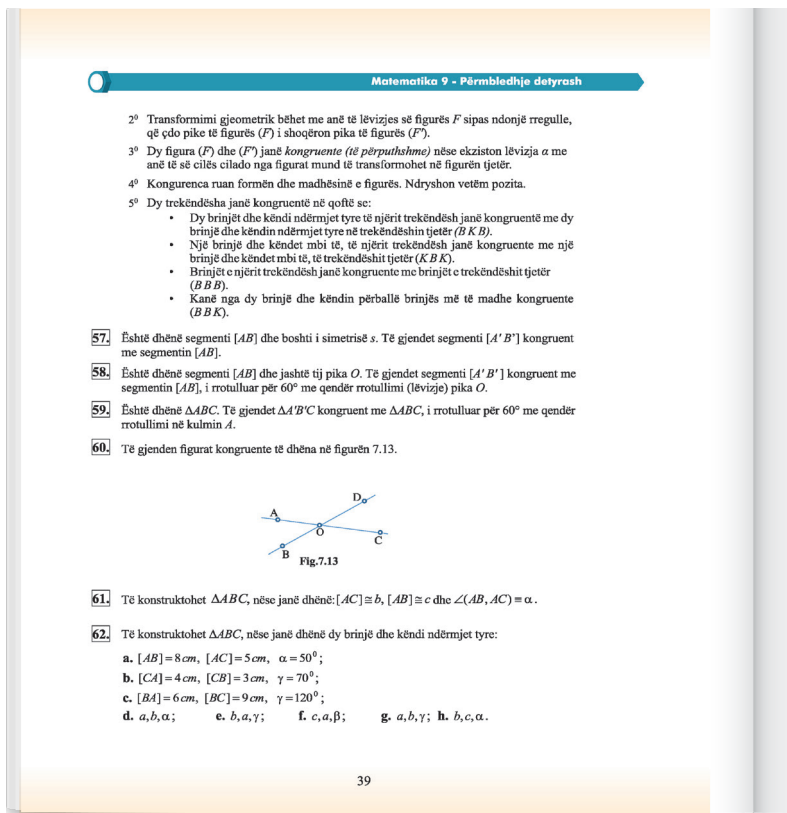 Matematika 9 - Përmbledhje detyrash
2⁰ Transformimi gjeometrik bëhet me anë të lëvizjes së figurës F sipas ndonjë rregulle,
që çdo pike të figurës (F) i shoqëron pika të figurës (F').
3⁰ Dy figura (F) dhe (F') janë kongruente (të përputhshme) nëse ekziston lëvizja α me
anë të së cilës cilado nga figurat mund të transformohet në figurën tjetër.
4⁰ Kongurenca ruan formën dhe madhësinë e figurës. Ndryshon vetëm pozita.
5⁰ Dy trekëndësha janë kongruentë në qoftë se:
• Dy brinjët dhe këndi ndërmjet tyre të njërit trekëndësh janë kongruentë me dy
brinjë dhe këndin ndërmjet tyre në trekëndëshin tjetër (B K B).
• Një brinjë dhe këndet mbi të, të njërit trekëndësh janë kongruente me një
brinjë dhe këndet mbi të, të trekëndëshit tjetër (K B K).
• Brinjët e njërit trekëndësh janë kongruente me brinjët e trekëndëshit tjetër
(B B B).
• Kanë nga dy brinjë dhe këndin përballë brinjës më të madhe kongruente
(B B K).
57. Është dhënë segmenti [AB] dhe boshti i simetrisë s. Të gjendet segmenti [A' B'] kongruent
me segmentin [AB].
58. Është dhënë segmenti [AB] dhe jashtë tij pika O. Të gjendet segmenti [A' B' ] kongruent me
segmentin [AB], i rrotulluar për 60° me qendër rrotullimi (lëvizje) pika O.
59. Është dhënë ΔABC. Të gjendet ΔA'B'C kongruent me ΔABC, i rrotulluar për 60° me qendër
rrotullimi në kulmin A.
60. Të gjenden figurat kongruente të dhëna në figurën 7.13.
D
A
O
C
B
Fig.7.13
61. Të konstruktohet ΔABC, nëse janë dhënë: [AC] ≅ b, [AB] ≅ c dhe ∠(AB, AC) ≡ α.
62. Të konstruktohet ΔABC, nëse janë dhënë dy brinjë dhe këndi ndërmjet tyre:
a. [AB] = 8 cm, [AC] = 5 cm, α = 50⁰;
b. [CA] = 4 cm, [CB] = 3 cm, γ = 70⁰;
c. [BA] = 6 cm, [BC] = 9 cm, γ = 120⁰;
d. a,b,α; e. b,a,γ; f. c,a,β; g. a,b,γ; h. b,c,α.
39